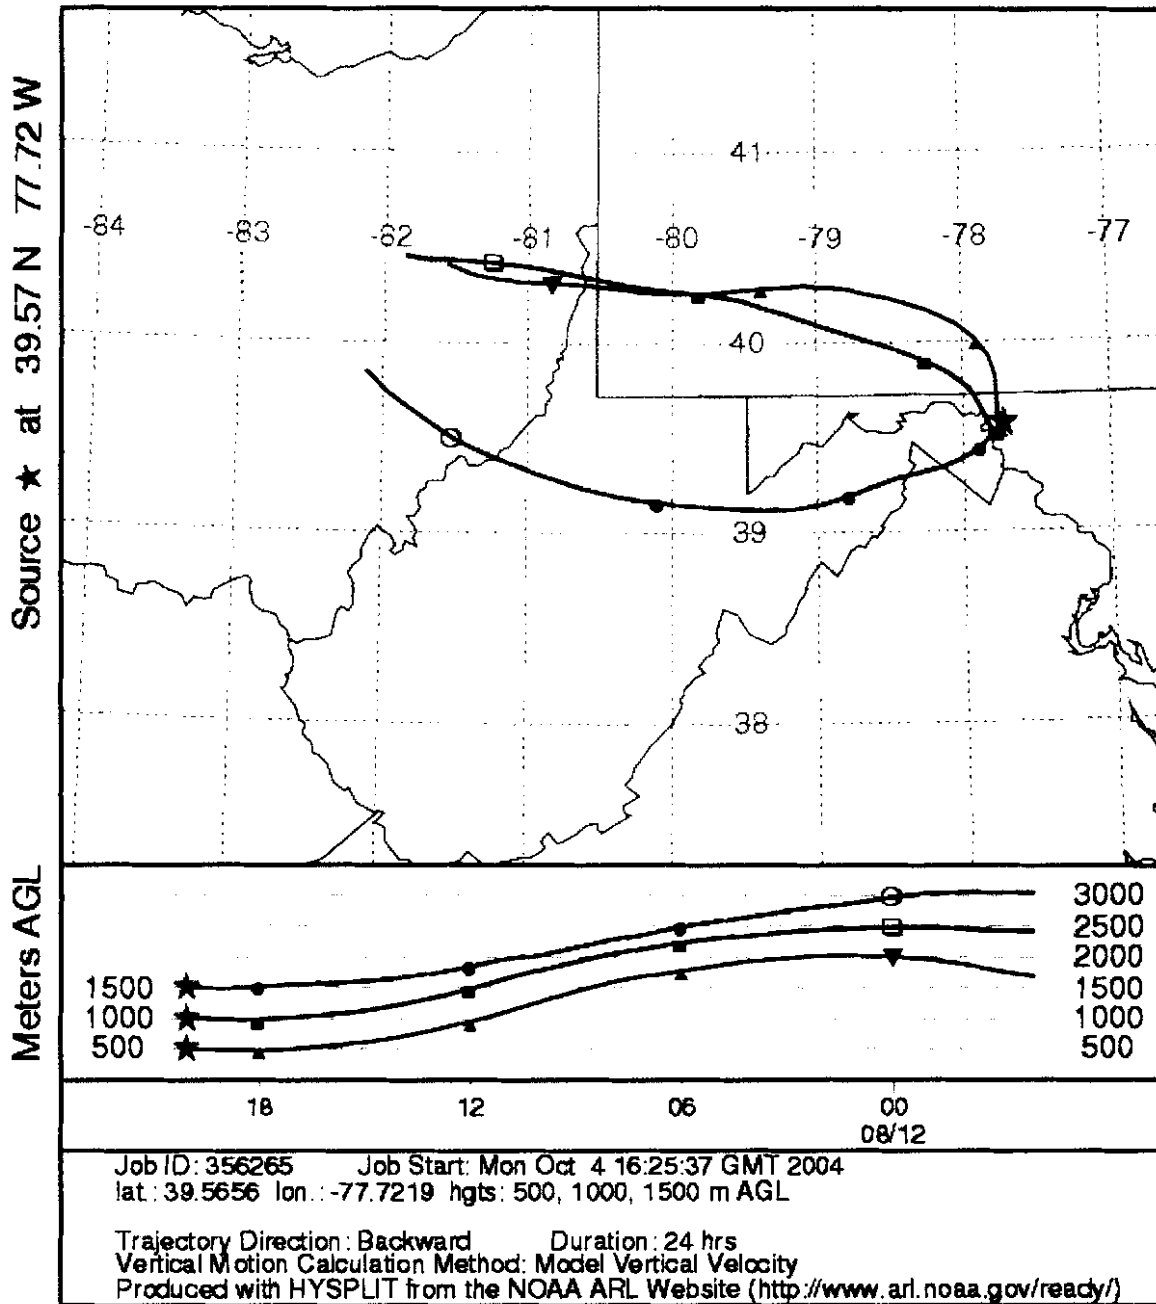 Source ★ at 39.57 N 77.72 W
41
-84 -83 -82 -81 -80 -79 -78 -77
40
39
38
Meters AGL
3000
2500
2000
1500 1500
1000 1000
500 500
18 12 06 00
08/12
Job ID: 356265 Job Start: Mon Oct 4 16:25:37 GMT 2004
lat.: 39.5656 lon.: -77.7219 hgts: 500, 1000, 1500 m AGL
Trajectory Direction: Backward Duration: 24 hrs
Vertical Motion Calculation Method: Model Vertical Velocity
Produced with HYSPLIT from the NOAA ARL Website (http://www.arl.noaa.gov/ready/)